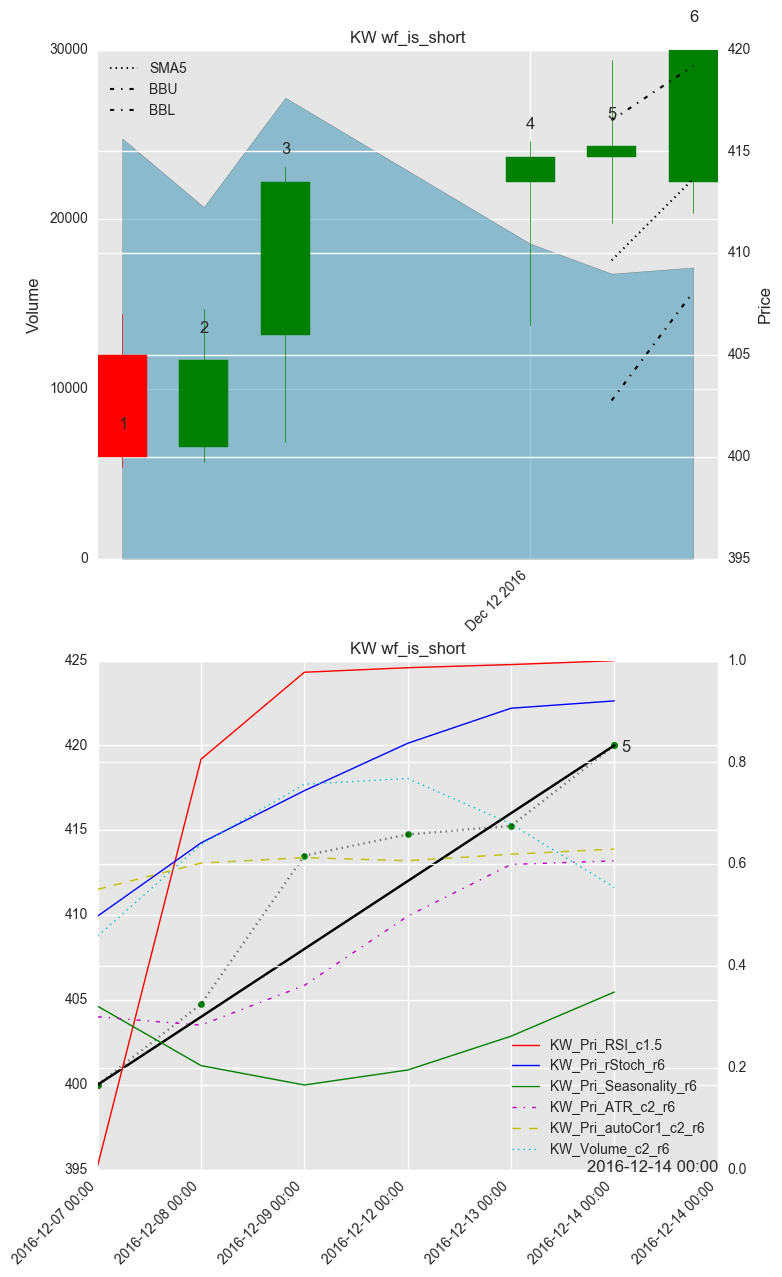 6
KW wf_is_short
30000
420
SMA5
BBU
BBL
5
4
3
415
20000
410
2
Volume
Price
10000
405
1
400
0
395
Dec 12 2016
KW wf_is_short
425
1.0
420
5
0.8
415
0.6
410
0.4
405
KW_Pri_RSI_c1.5
KW_Pri_rStoch_r6
KW_Pri_Seasonality_r6
KW_Pri_ATR_c2_r6
KW_Pri_autoCor1_c2_r6
KW_Volume_c2_r6
400
0.2
2016-12-14 00:00
395
0.0
2016-12-07 00:00
2016-12-08 00:00
2016-12-09 00:00
2016-12-12 00:00
2016-12-13 00:00
2016-12-14 00:00
2016-12-14 00:00